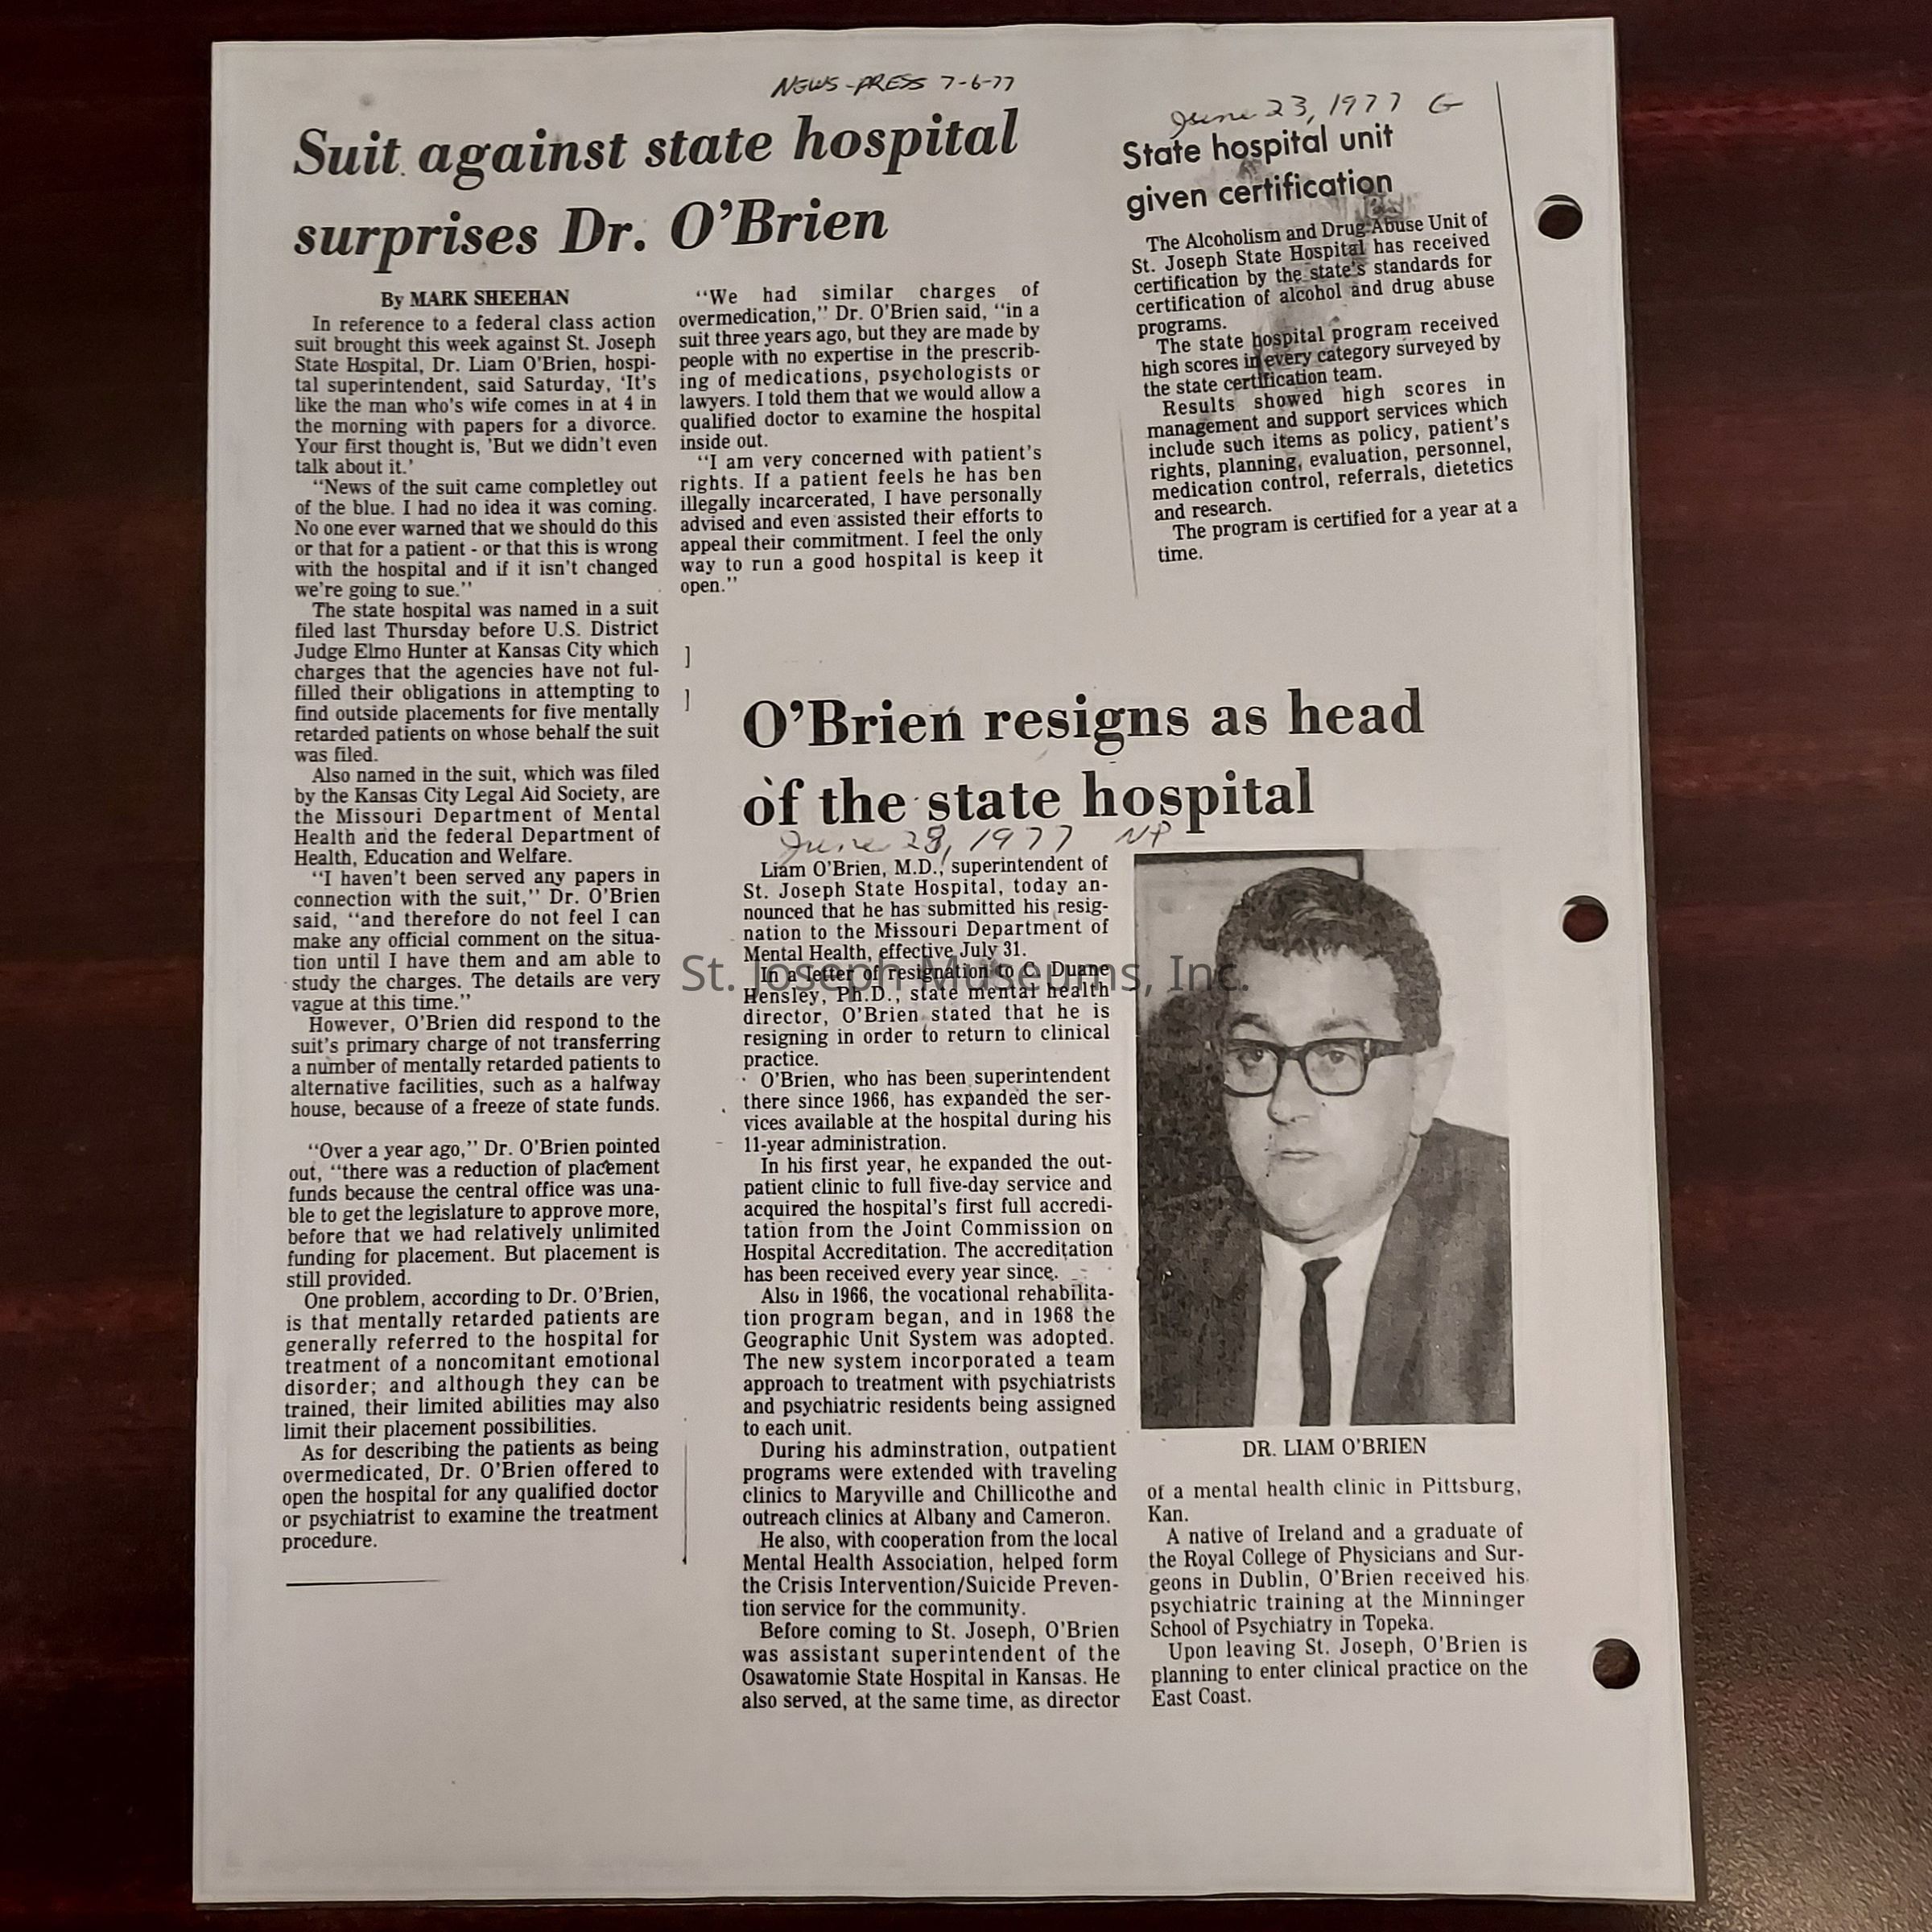 NEWS-PRESS 7-6-77
Suit against state hospital
surprises Dr. O'Brien
By MARK SHEEHAN
In reference to a federal class action
suit brought this week against St. Joseph
State Hospital, Dr. Liam O'Brien, hospi-
tal superintendent, said Saturday, 'It's
like the man who's wife comes in at 4 in
the morning with papers for a divorce.
Your first thought is, 'But we didn't even
talk about it.'
"News of the suit came completley out
of the blue. I had no idea it was coming.
No one ever warned that we should do this
or that for a patient - or that this is wrong
with the hospital and if it isn't changed
we're going to sue."
The state hospital was named in a suit
filed last Thursday before U.S. District
Judge Elmo Hunter at Kansas City which
charges that the agencies have not ful-
filled their obligations in attempting to
find outside placements for five mentally
retarded patients on whose behalf the suit
was filed.
Also named in the suit, which was filed
by the Kansas City Legal Aid Society, are
the Missouri Department of Mental
Health and the federal Department of
Health, Education and Welfare.
"I haven't been served any papers in
connection with the suit," Dr. O'Brien
said, "and therefore do not feel I can
make any official comment on the situa-
tion until I have them and am able to
study the charges. The details are very
vague at this time."
However, O'Brien did respond to the
suit's primary charge of not transferring
a number of mentally retarded patients to
alternative facilities, such as a halfway
house, because of a freeze of state funds.
"Over a year ago," Dr. O'Brien pointed
out, "there was a reduction of placement
funds because the central office was una-
ble to get the legislature to approve more,
before that we had relatively unlimited
funding for placement. But placement is
still provided.
One problem, according to Dr. O'Brien,
is that mentally retarded patients are
generally referred to the hospital for
treatment of a noncomitant emotional
disorder; and although they can be
trained, their limited abilities may also
limit their placement possibilities.
As for describing the patients as being
overmedicated, Dr. O'Brien offered to
open the hospital for any qualified doctor
or psychiatrist to examine the treatment
procedure.
"We had similar charges of
overmedication," Dr. O'Brien said, "in a
suit three years ago, but they are made by
people with no expertise in the prescrib-
ing of medications, psychologists or
lawyers. I told them that we would allow a
qualified doctor to examine the hospital
inside out.
"I am very concerned with patient's
rights. If a patient feels he has ben
illegally incarcerated, I have personally
advised and even assisted their efforts to
appeal their commitment. I feel the only
way to run a good hospital is keep it
open."
June 23, 1977 G
State hospital unit
given certification
The Alcoholism and Drug Abuse Unit of
St. Joseph State Hospital has received
certification by the state's standards for
certification of alcohol and drug abuse
programs.
The state hospital program received
high scores in every category surveyed by
the state certification team.
Results showed high scores in
management and support services which
include such items as policy, patient's
rights, planning, evaluation, personnel,
medication control, referrals, dietetics
and research.
The program is certified for a year at a
time.
O'Brien resigns as head
of the state hospital
June 23, 1977 NP
Liam O'Brien, M.D., superintendent of
St. Joseph State Hospital, today an-
nounced that he has submitted his resig-
nation to the Missouri Department of
Mental Health, effective July 31.
In a letter of resignation to C. Duane
Hensley, Ph.D., state mental health
director, O'Brien stated that he is
resigning in order to return to clinical
practice.
O'Brien, who has been superintendent
there since 1966, has expanded the ser-
vices available at the hospital during his
11-year administration.
In his first year, he expanded the out-
patient clinic to full five-day service and
acquired the hospital's first full accredi-
tation from the Joint Commission on
Hospital Accreditation. The accreditation
has been received every year since.
Also in 1966, the vocational rehabilita-
tion program began, and in 1968 the
Geographic Unit System was adopted.
The new system incorporated a team
approach to treatment with psychiatrists
and psychiatric residents being assigned
to each unit.
During his adminstration, outpatient
programs were extended with traveling
clinics to Maryville and Chillicothe and
outreach clinics at Albany and Cameron.
He also, with cooperation from the local
Mental Health Association, helped form
the Crisis Intervention/Suicide Preven-
tion service for the community.
Before coming to St. Joseph, O'Brien
was assistant superintendent of the
Osawatomie State Hospital in Kansas. He
also served, at the same time, as director
DR. LIAM O'BRIEN
of a mental health clinic in Pittsburg,
Kan.
A native of Ireland and a graduate of
the Royal College of Physicians and Sur-
geons in Dublin, O'Brien received his
psychiatric training at the Minninger
School of Psychiatry in Topeka.
Upon leaving St. Joseph, O'Brien is
planning to enter clinical practice on the
East Coast.
St. Joseph Museums, Inc.